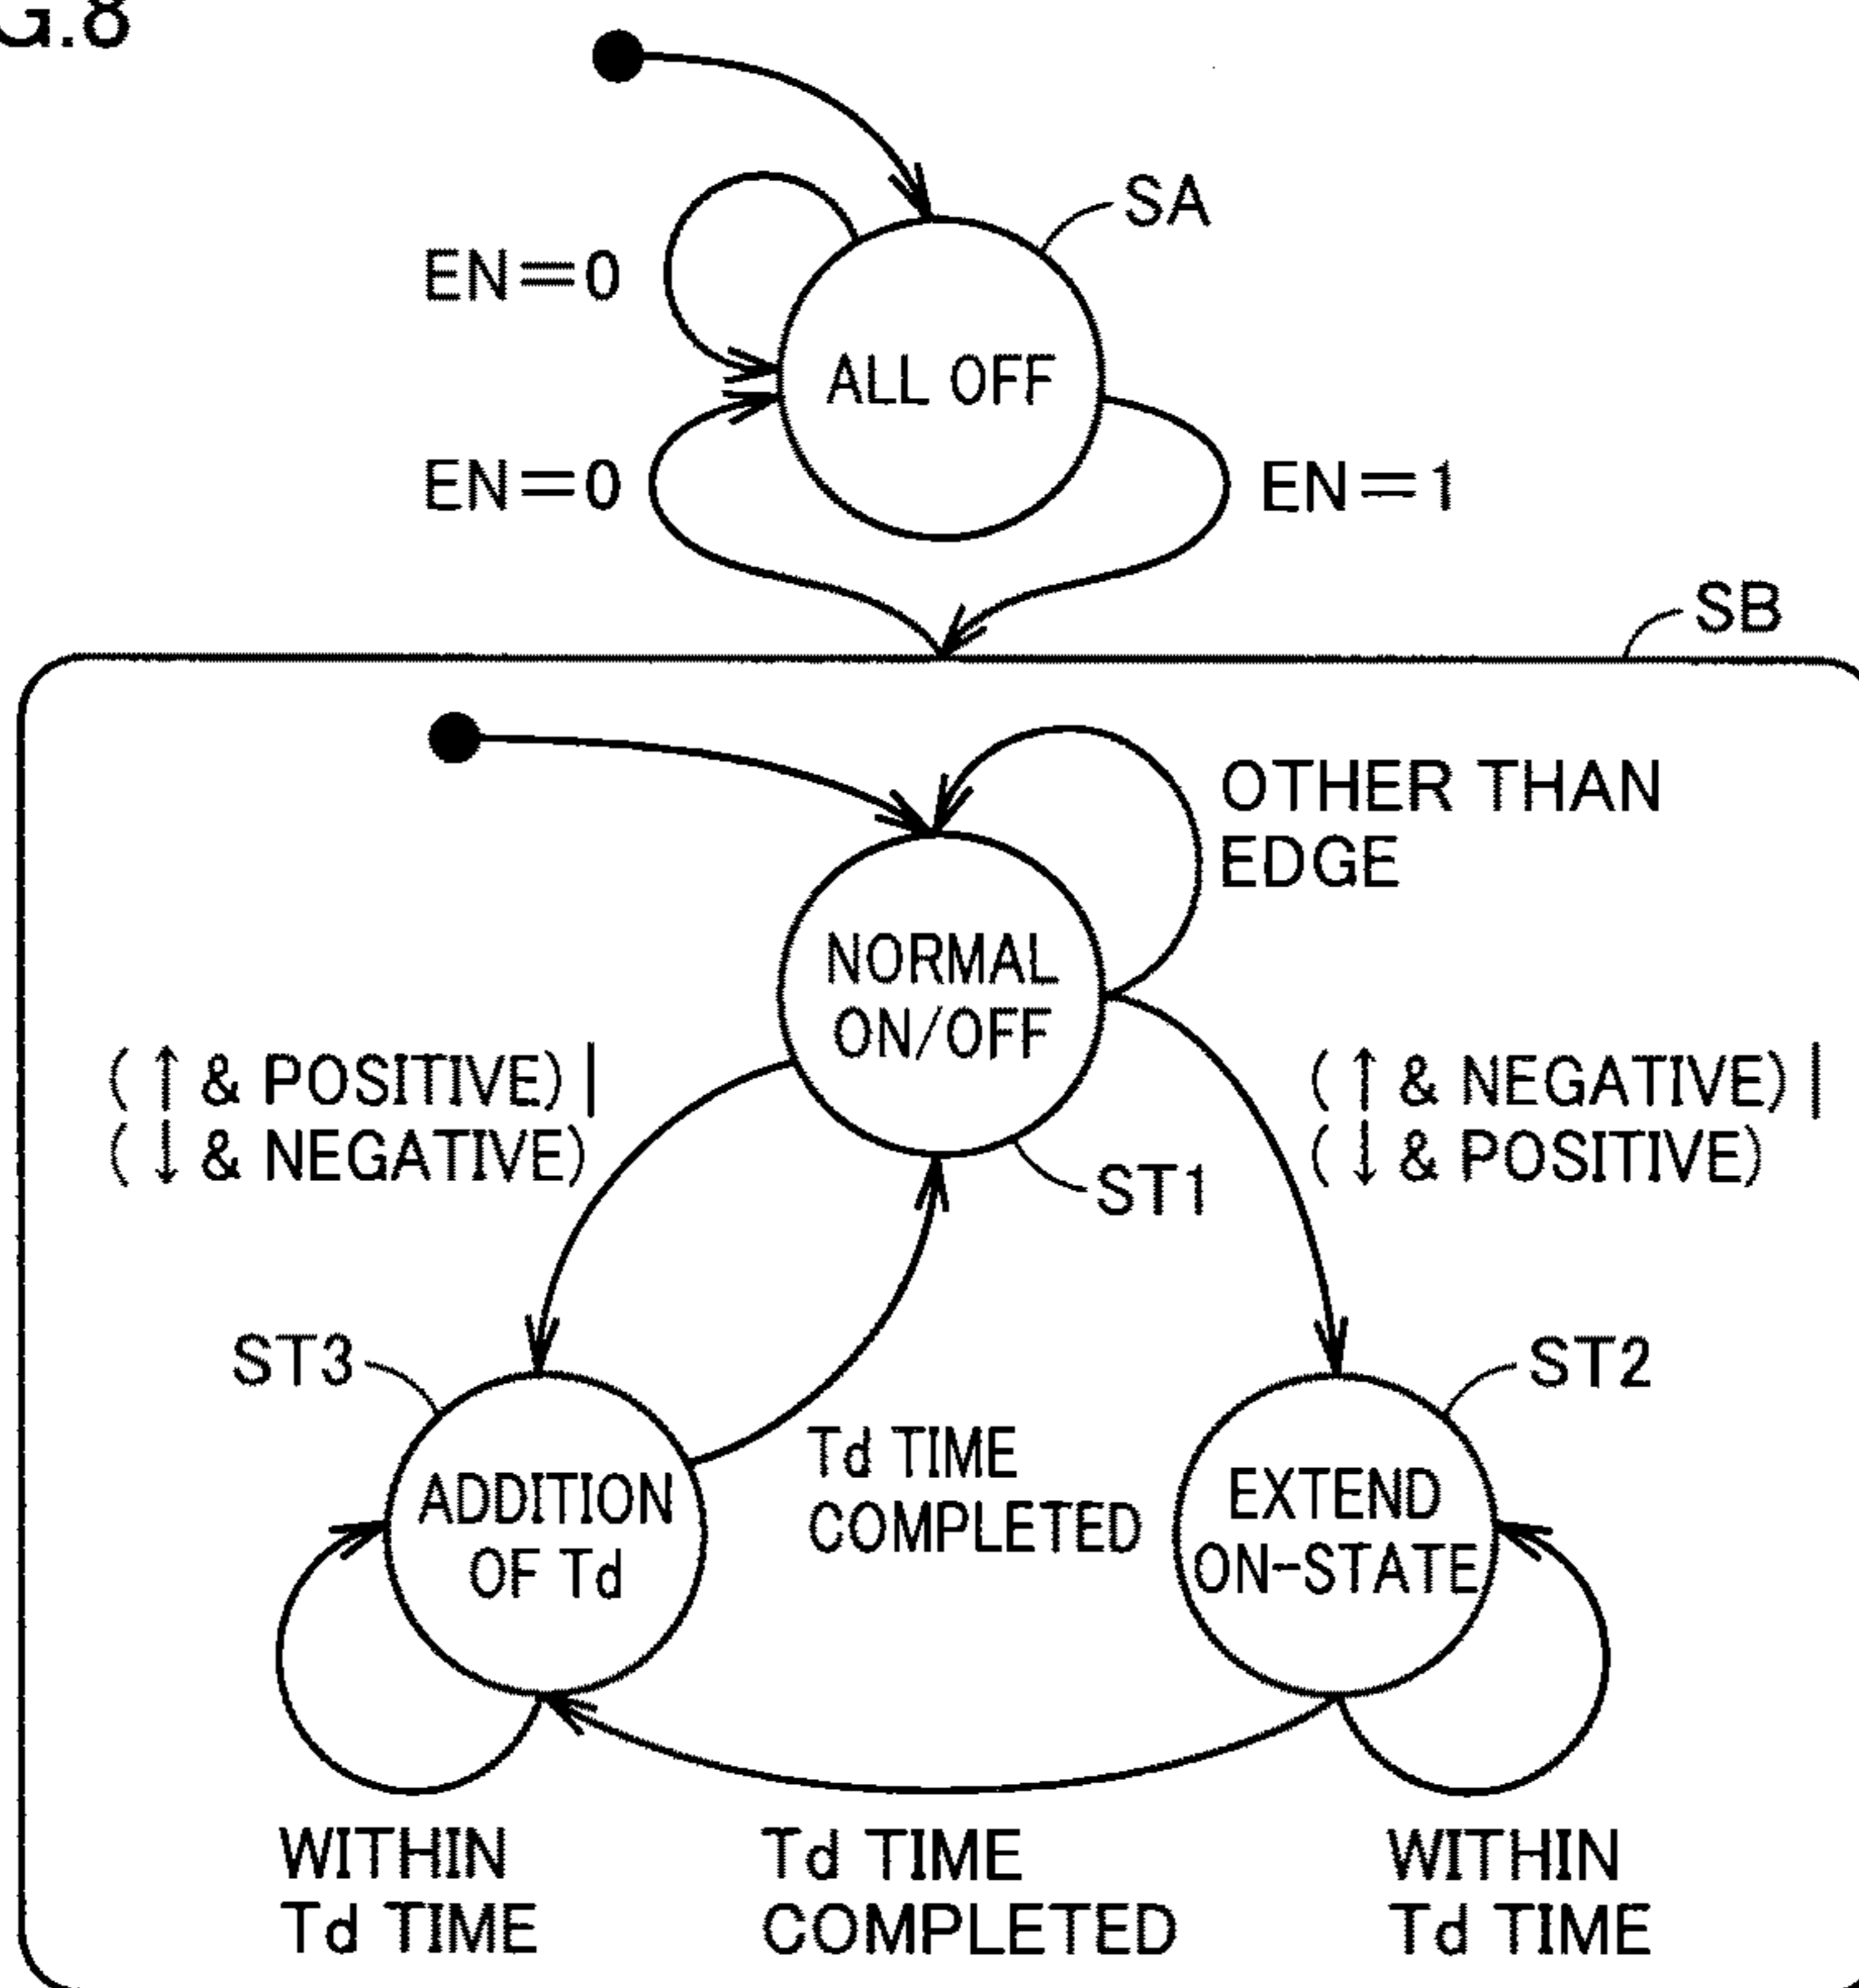 G.8
SA
EN=0
ALL OFF
EN=0
EN=1
SB
OTHER THAN
EDGE
NORMAL
ON/OFF
(↑ & POSITIVE)|
(↓ & NEGATIVE)
(↑ & NEGATIVE)|
(↓ & POSITIVE)
ST1
ST3
ST2
Td TIME
COMPLETED
ADDITION
OF Td
EXTEND
ON-STATE
WITHIN
Td TIME
Td TIME
COMPLETED
WITHIN
Td TIME